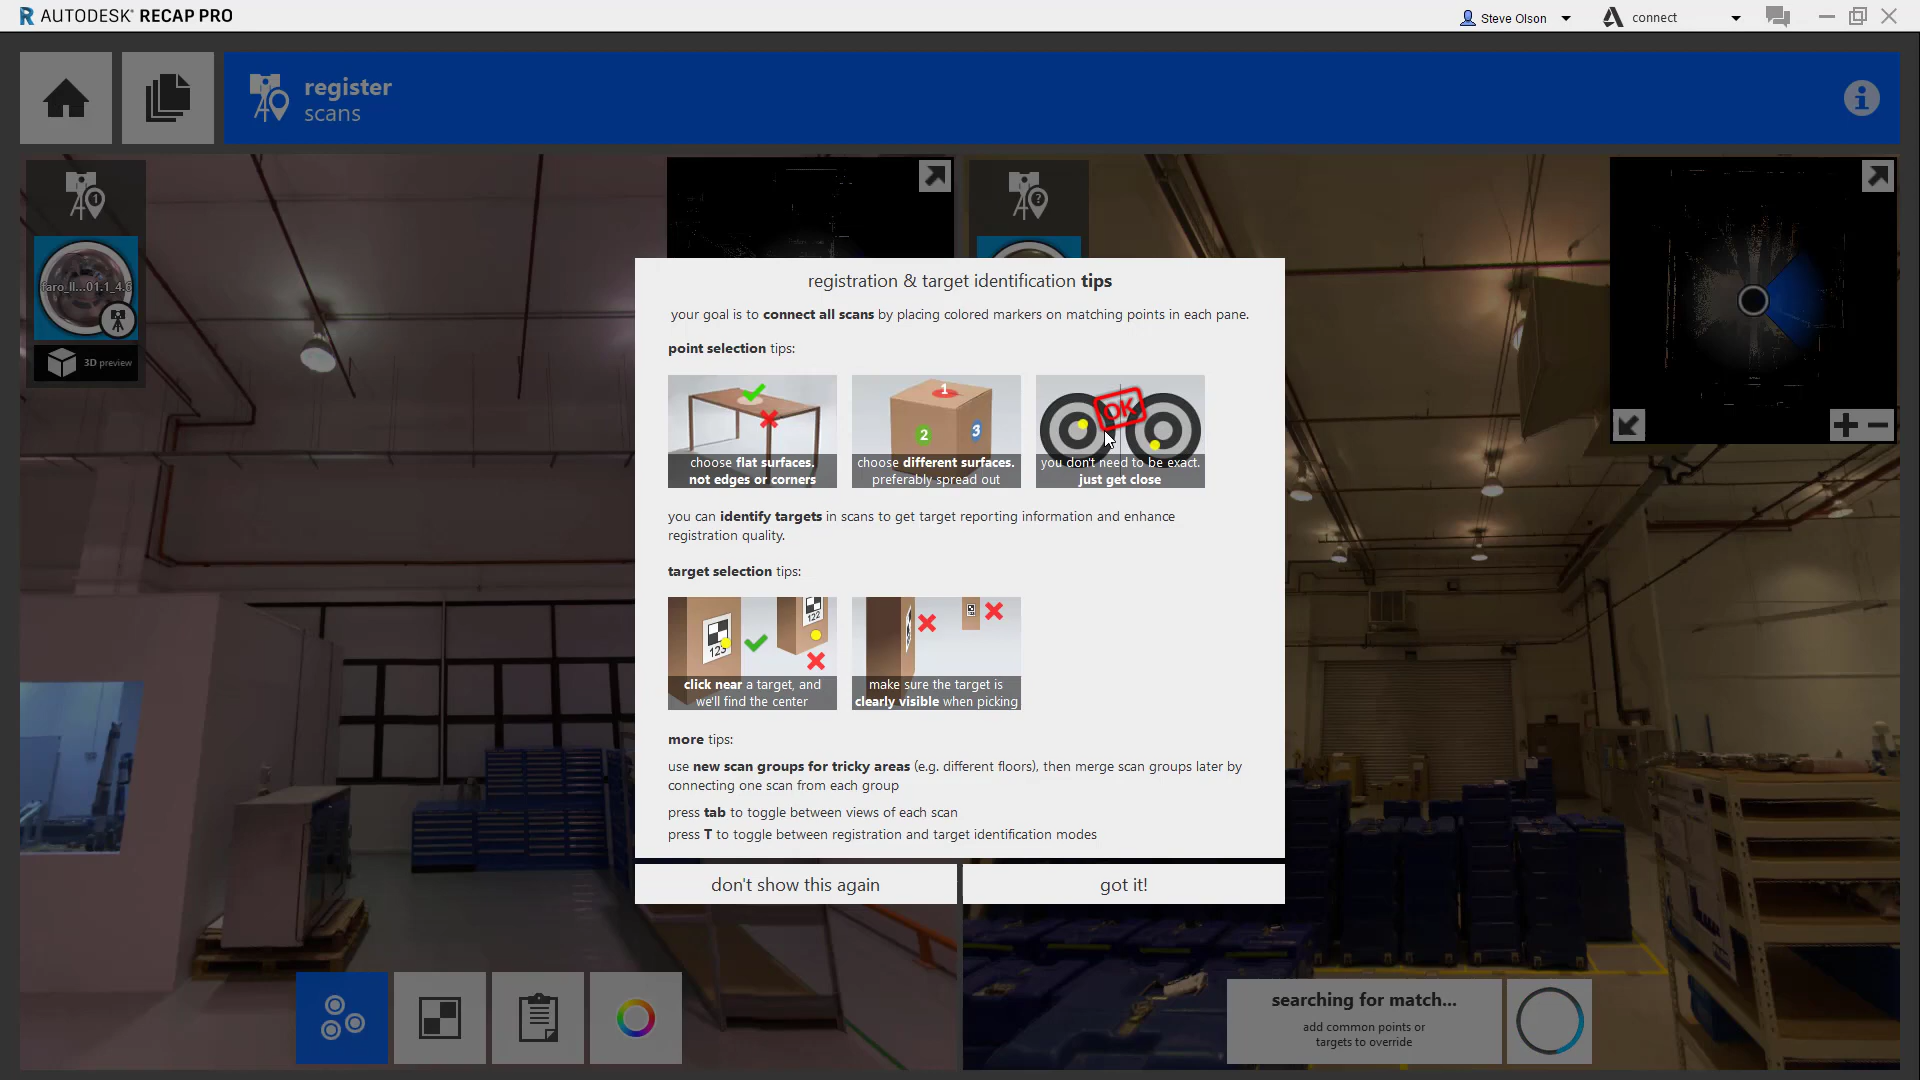 AUTODESK® RECAP PRO
Steve Olson
connect
register
scans
1
?
faro_ll...01.1_4.6
3D preview
registration & target identification tips
your goal is to connect all scans by placing colored markers on matching points in each pane.
point selection tips:
1
2
3
OK
choose flat surfaces.
not edges or corners
choose different surfaces.
preferably spread out
you don't need to be exact.
just get close
you can identify targets in scans to get target reporting information and enhance
registration quality.
target selection tips:
123
122
click near a target, and
we'll find the center
make sure the target is
clearly visible when picking
more tips:
use new scan groups for tricky areas (e.g. different floors), then merge scan groups later by
connecting one scan from each group
press tab to toggle between views of each scan
press T to toggle between registration and target identification modes
don't show this again
got it!
searching for match...
add common points or
targets to override